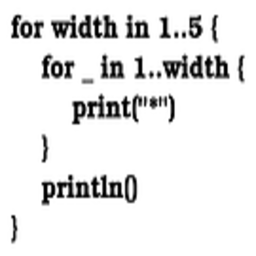 for width in 1..5 {
for _ in 1..width {
print("*")
}
println()
}